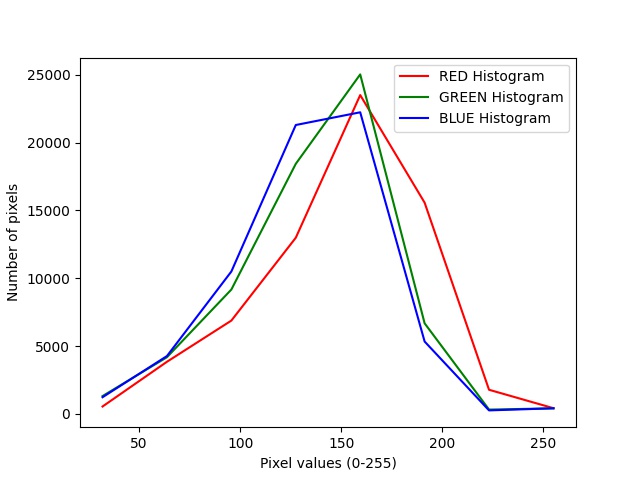 RED Histogram
GREEN Histogram
BLUE Histogram
Number of pixels
25000
20000
15000
10000
5000
0
50 100 150 200 250
Pixel values (0-255)